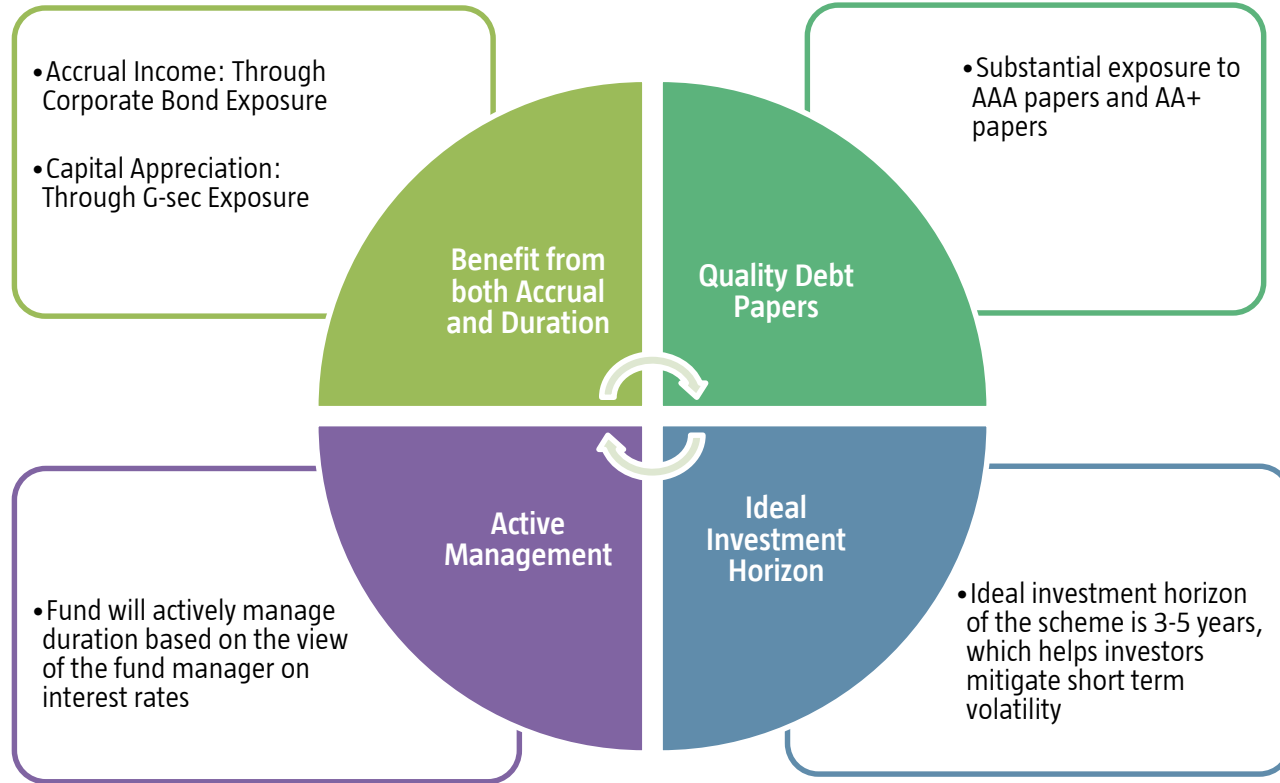 •Accrual Income: Through
Corporate Bond Exposure
•Capital Appreciation:
Through G-sec Exposure
•Substantial exposure to
AAA papers and AA+
papers
Benefit from
both Accrual
and Duration
Quality Debt
Papers
Active
Management
Ideal
Investment
Horizon
•Fund will actively manage
duration based on the view
of the fund manager on
interest rates
•Ideal investment horizon
of the scheme is 3-5 years,
which helps investors
mitigate short term
volatility